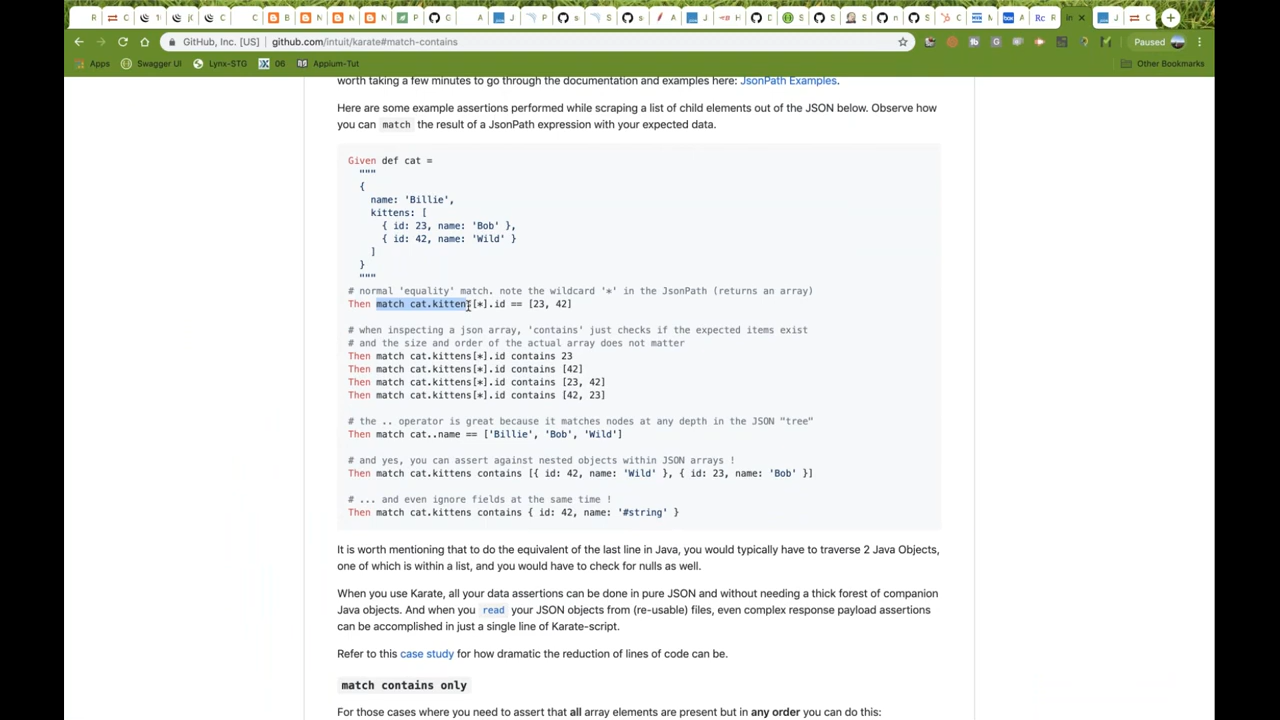 GitHub, Inc. [US] | github.com/intuit/karate#match-contains
Paused
Apps Swagger UI Lynx-STG 06 Appium-Tut Other Bookmarks
worth taking a few minutes to go through the documentation and examples here: JsonPath Examples.
Here are some example assertions performed while scraping a list of child elements out of the JSON below. Observe how
you can match the result of a JsonPath expression with your expected data.
Given def cat =
"""
{
name: 'Billie',
kittens: [
{ id: 23, name: 'Bob' },
{ id: 42, name: 'Wild' }
]
}
"""
# normal 'equality' match. note the wildcard '*' in the JsonPath (returns an array)
Then match cat.kittens[*].id == [23, 42]
# when inspecting a json array, 'contains' just checks if the expected items exist
# and the size and order of the actual array does not matter
Then match cat.kittens[*].id contains 23
Then match cat.kittens[*].id contains [42]
Then match cat.kittens[*].id contains [23, 42]
Then match cat.kittens[*].id contains [42, 23]
# the .. operator is great because it matches nodes at any depth in the JSON "tree"
Then match cat..name == ['Billie', 'Bob', 'Wild']
# and yes, you can assert against nested objects within JSON arrays !
Then match cat.kittens contains [{ id: 42, name: 'Wild' }, { id: 23, name: 'Bob' }]
# ... and even ignore fields at the same time !
Then match cat.kittens contains { id: 42, name: '#string' }
It is worth mentioning that to do the equivalent of the last line in Java, you would typically have to traverse 2 Java Objects,
one of which is within a list, and you would have to check for nulls as well.
When you use Karate, all your data assertions can be done in pure JSON and without needing a thick forest of companion
Java objects. And when you read your JSON objects from (re-usable) files, even complex response payload assertions
can be accomplished in just a single line of Karate-script.
Refer to this case study for how dramatic the reduction of lines of code can be.
match contains only
For those cases where you need to assert that all array elements are present but in any order you can do this: